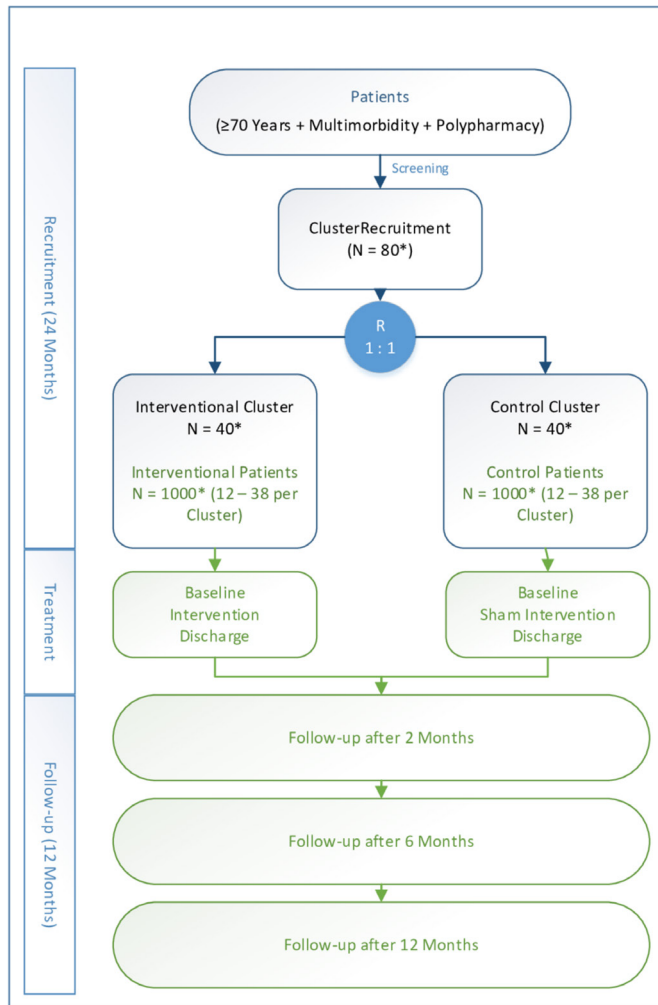 Patients
(≥70 Years + Multimorbidity + Polypharmacy)
Screening
ClusterRecruitment
(N = 80*)
R
1 : 1
Interventional Cluster
N = 40*
Interventional Patients
N = 1000* (12 – 38 per
Cluster)
Control Cluster
N = 40*
Control Patients
N = 1000* (12 – 38 per
Cluster)
Recruitment (24 Months)
Baseline
Intervention
Discharge
Baseline
Sham Intervention
Discharge
Treatment
Follow-up after 2 Months
Follow-up after 6 Months
Follow-up after 12 Months
Follow-up (12 Months)